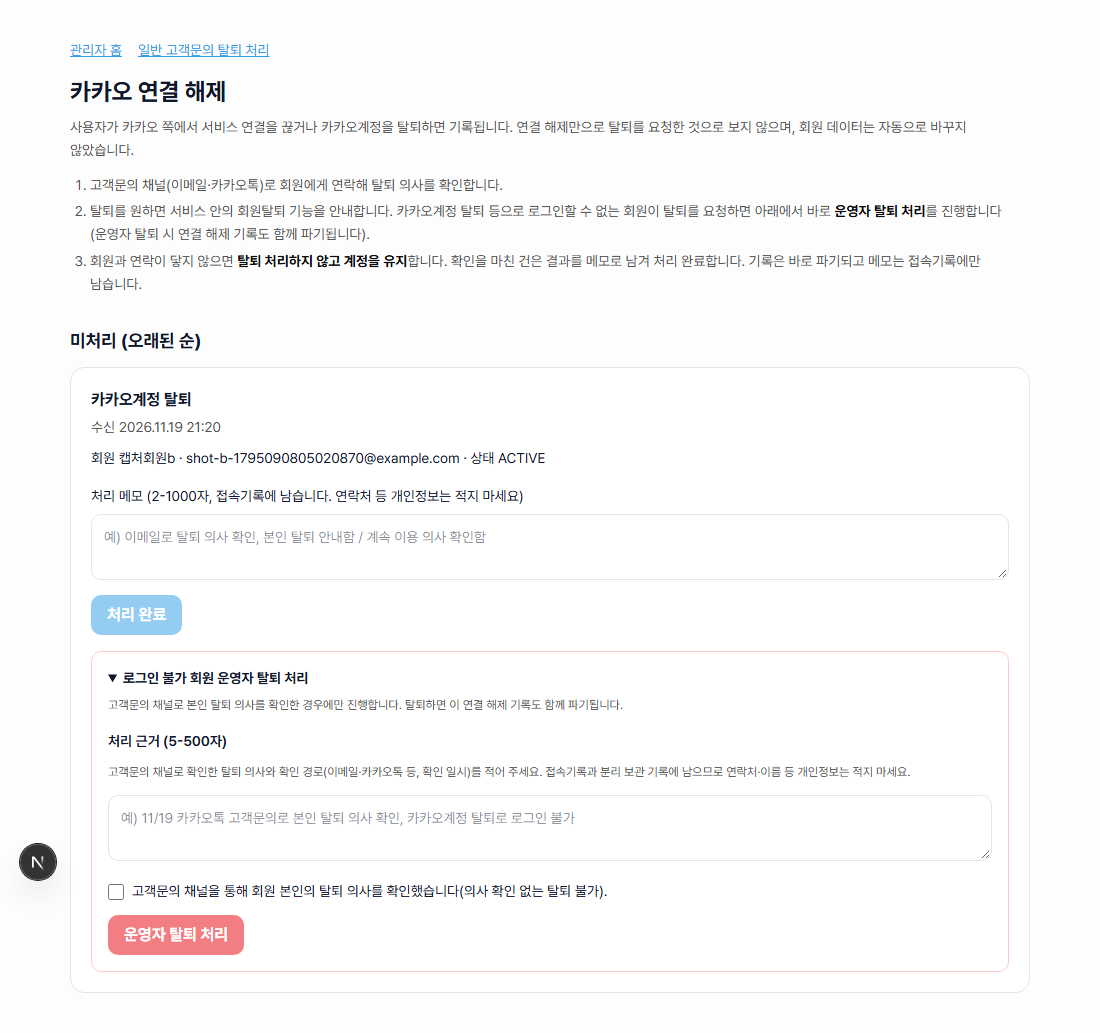 관리자 홈 일반 고객문의 탈퇴 처리
카카오 연결 해제
사용자가 카카오 쪽에서 서비스 연결을 끊거나 카카오계정을 탈퇴하면 기록됩니다. 연결 해제만으로 탈퇴를 요청한 것으로 보지 않으며, 회원 데이터는 자동으로 바꾸지
않았습니다.
1. 고객문의 채널(이메일·카카오톡)로 회원에게 연락해 탈퇴 의사를 확인합니다.
2. 탈퇴를 원하면 서비스 안의 회원탈퇴 기능을 안내합니다. 카카오계정 탈퇴 등으로 로그인할 수 없는 회원이 탈퇴를 요청하면 아래에서 바로 운영자 탈퇴 처리를 진행합니다
(운영자 탈퇴 시 연결 해제 기록도 함께 파기됩니다).
3. 회원과 연락이 닿지 않으면 탈퇴 처리하지 않고 계정을 유지합니다. 확인을 마친 건은 결과를 메모로 남겨 처리 완료합니다. 기록은 바로 파기되고 메모는 접속기록에만
남습니다.
미처리 (오래된 순)
카카오계정 탈퇴
수신 2026.11.19 21:20
회원 캡처회원b · shot-b-1795090805020870@example.com · 상태 ACTIVE
처리 메모 (2-1000자, 접속기록에 남습니다. 연락처 등 개인정보는 적지 마세요)
예) 이메일로 탈퇴 의사 확인, 본인 탈퇴 안내함 / 계속 이용 의사 확인함
처리 완료
▼ 로그인 불가 회원 운영자 탈퇴 처리
고객문의 채널로 본인 탈퇴 의사를 확인한 경우에만 진행합니다. 탈퇴하면 이 연결 해제 기록도 함께 파기됩니다.
처리 근거 (5-500자)
고객문의 채널로 확인한 탈퇴 의사와 확인 경로(이메일·카카오톡 등, 확인 일시)를 적어 주세요. 접속기록과 분리 보관 기록에 남으므로 연락처·이름 등 개인정보는 적지 마세요.
예) 11/19 카카오톡 고객문의로 본인 탈퇴 의사 확인, 카카오계정 탈퇴로 로그인 불가
N
고객문의 채널을 통해 회원 본인의 탈퇴 의사를 확인했습니다(의사 확인 없는 탈퇴 불가).
운영자 탈퇴 처리